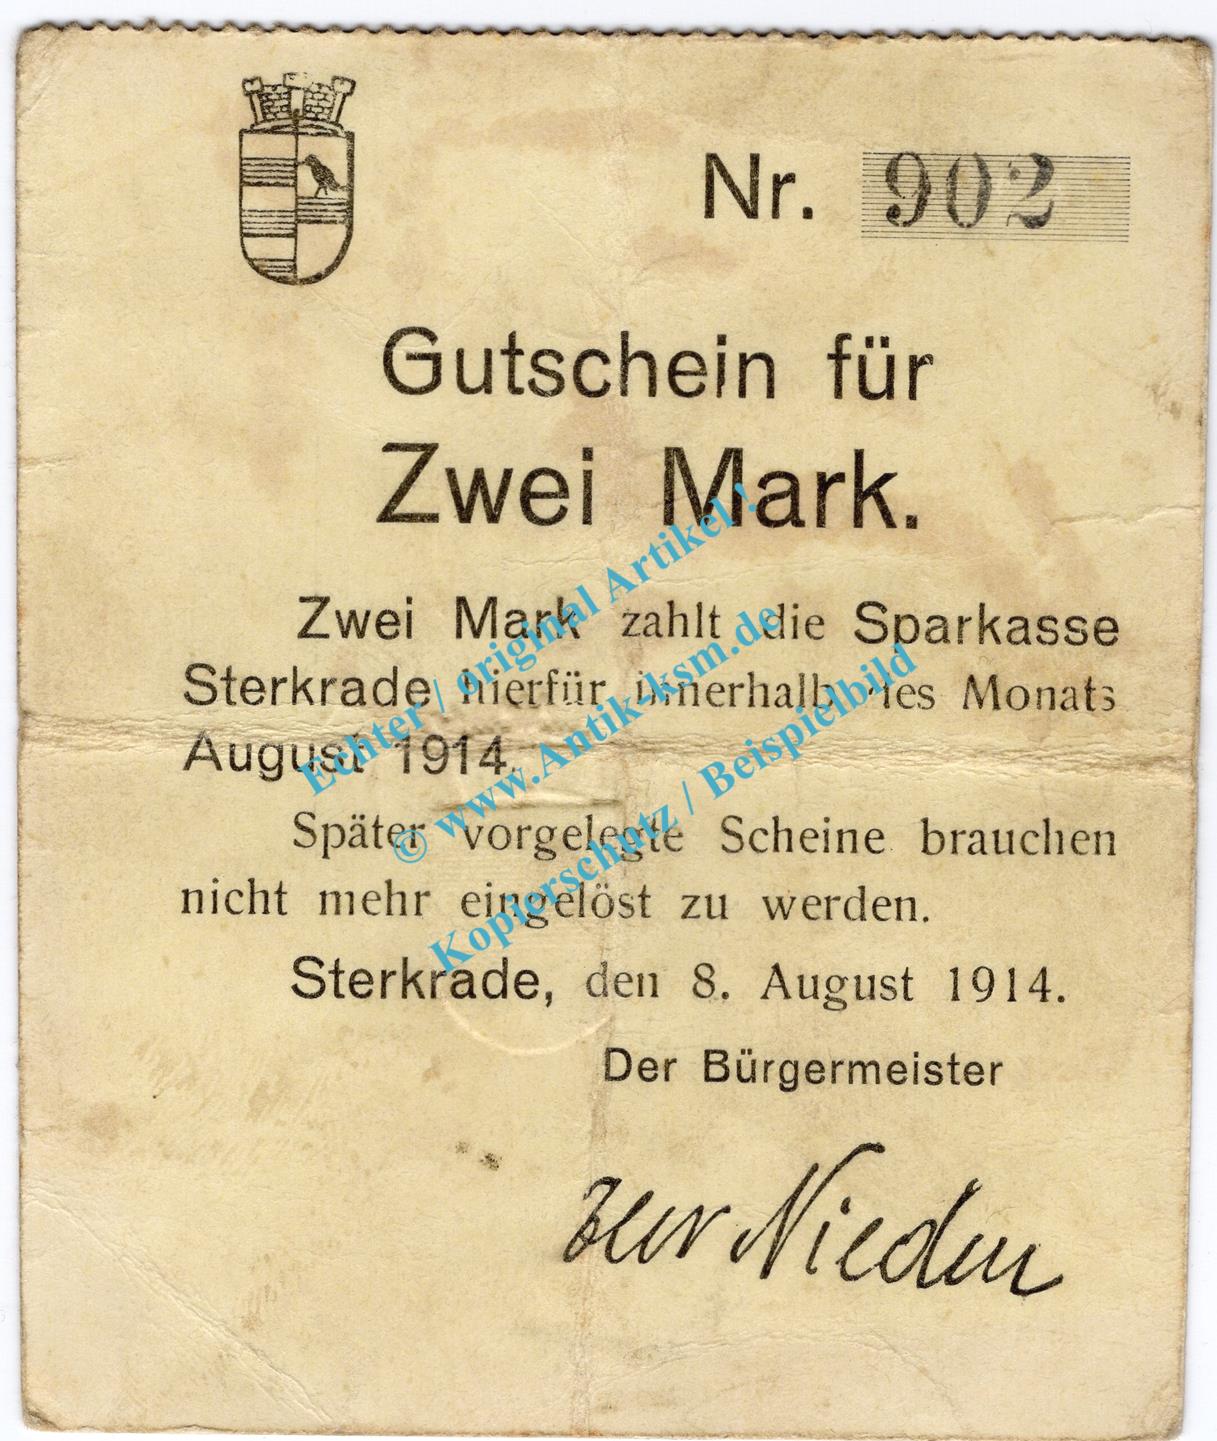 Nr. 902
Gutschein für
Zwei Mark.
Zwei Mark zahlt die Sparkasse
Sterkrade hierfür innerhalb des Monats
August 1914.
Später vorgelegte Scheine brauchen
nicht mehr eingelöst zu werden.
Sterkrade, den 8. August 1914.
Der Bürgermeister
zur Nieden
Echter / original Artikel !
© www.Antik-ksm.de
Kopierschutz / Beispielbild